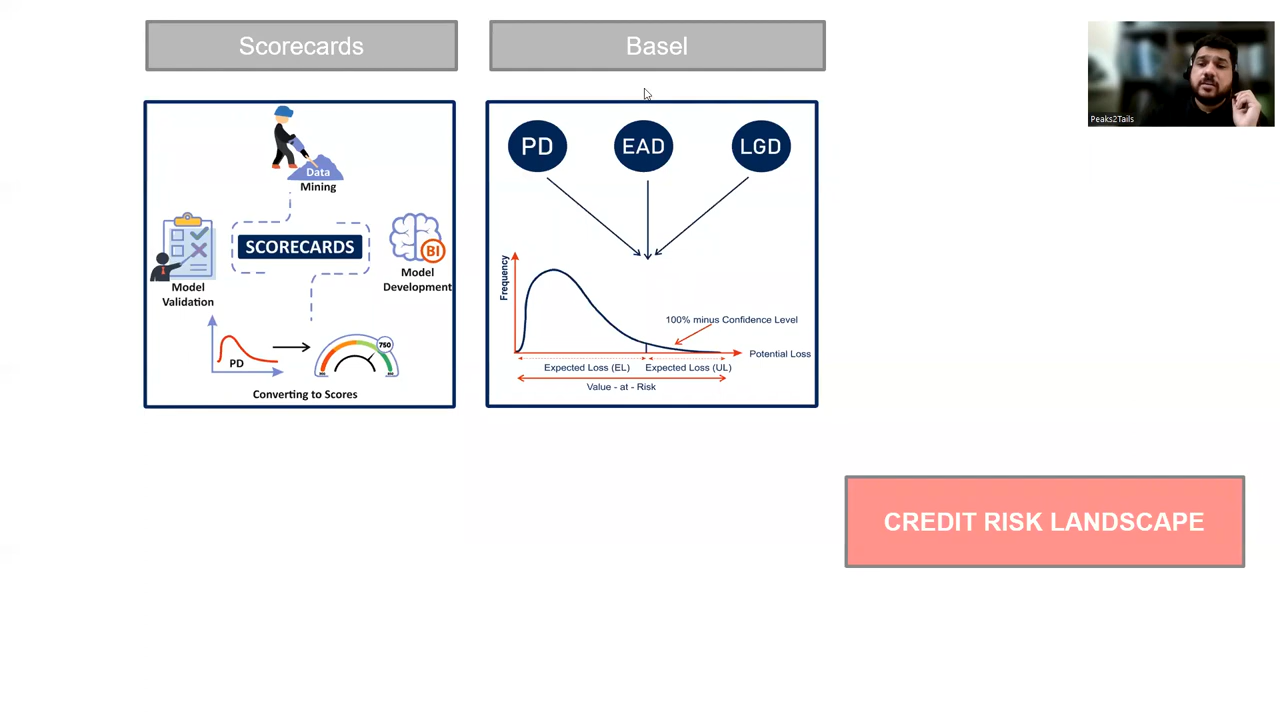 Scorecards
Basel
Peaks2Tails
Data
Mining
SCORECARDS
BI
Model
Development
Model
Validation
PD
750
Converting to Scores
PD
EAD
LGD
Frequency
100% minus Confidence Level
Potential Loss
Expected Loss (EL)
Expected Loss (UL)
Value - at - Risk
CREDIT RISK LANDSCAPE